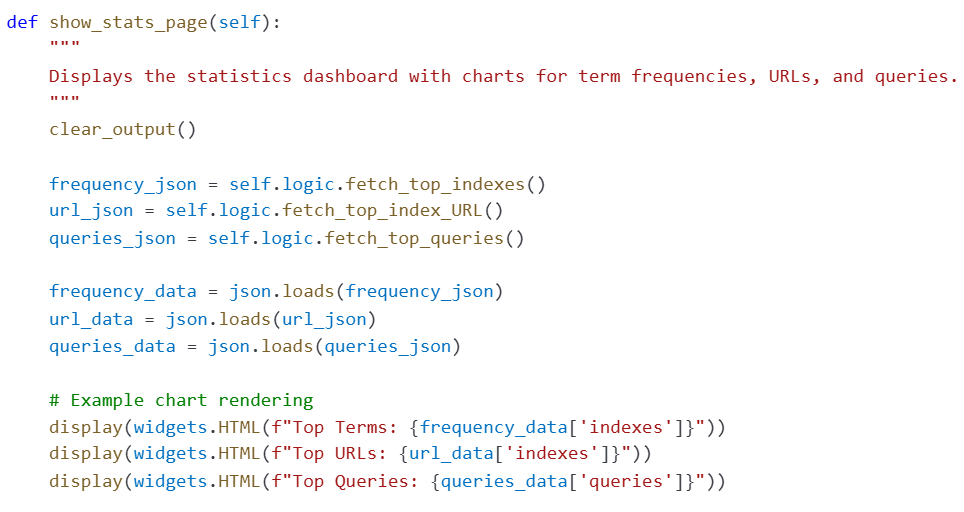 def show_stats_page(self):
    """
    Displays the statistics dashboard with charts for term frequencies, URLs, and queries.
    """
    clear_output()

    frequency_json = self.logic.fetch_top_indexes()
    url_json = self.logic.fetch_top_index_URL()
    queries_json = self.logic.fetch_top_queries()

    frequency_data = json.loads(frequency_json)
    url_data = json.loads(url_json)
    queries_data = json.loads(queries_json)

    # Example chart rendering
    display(widgets.HTML(f"Top Terms: {frequency_data['indexes']}"))
    display(widgets.HTML(f"Top URLs: {url_data['indexes']}"))
    display(widgets.HTML(f"Top Queries: {queries_data['queries']}"))